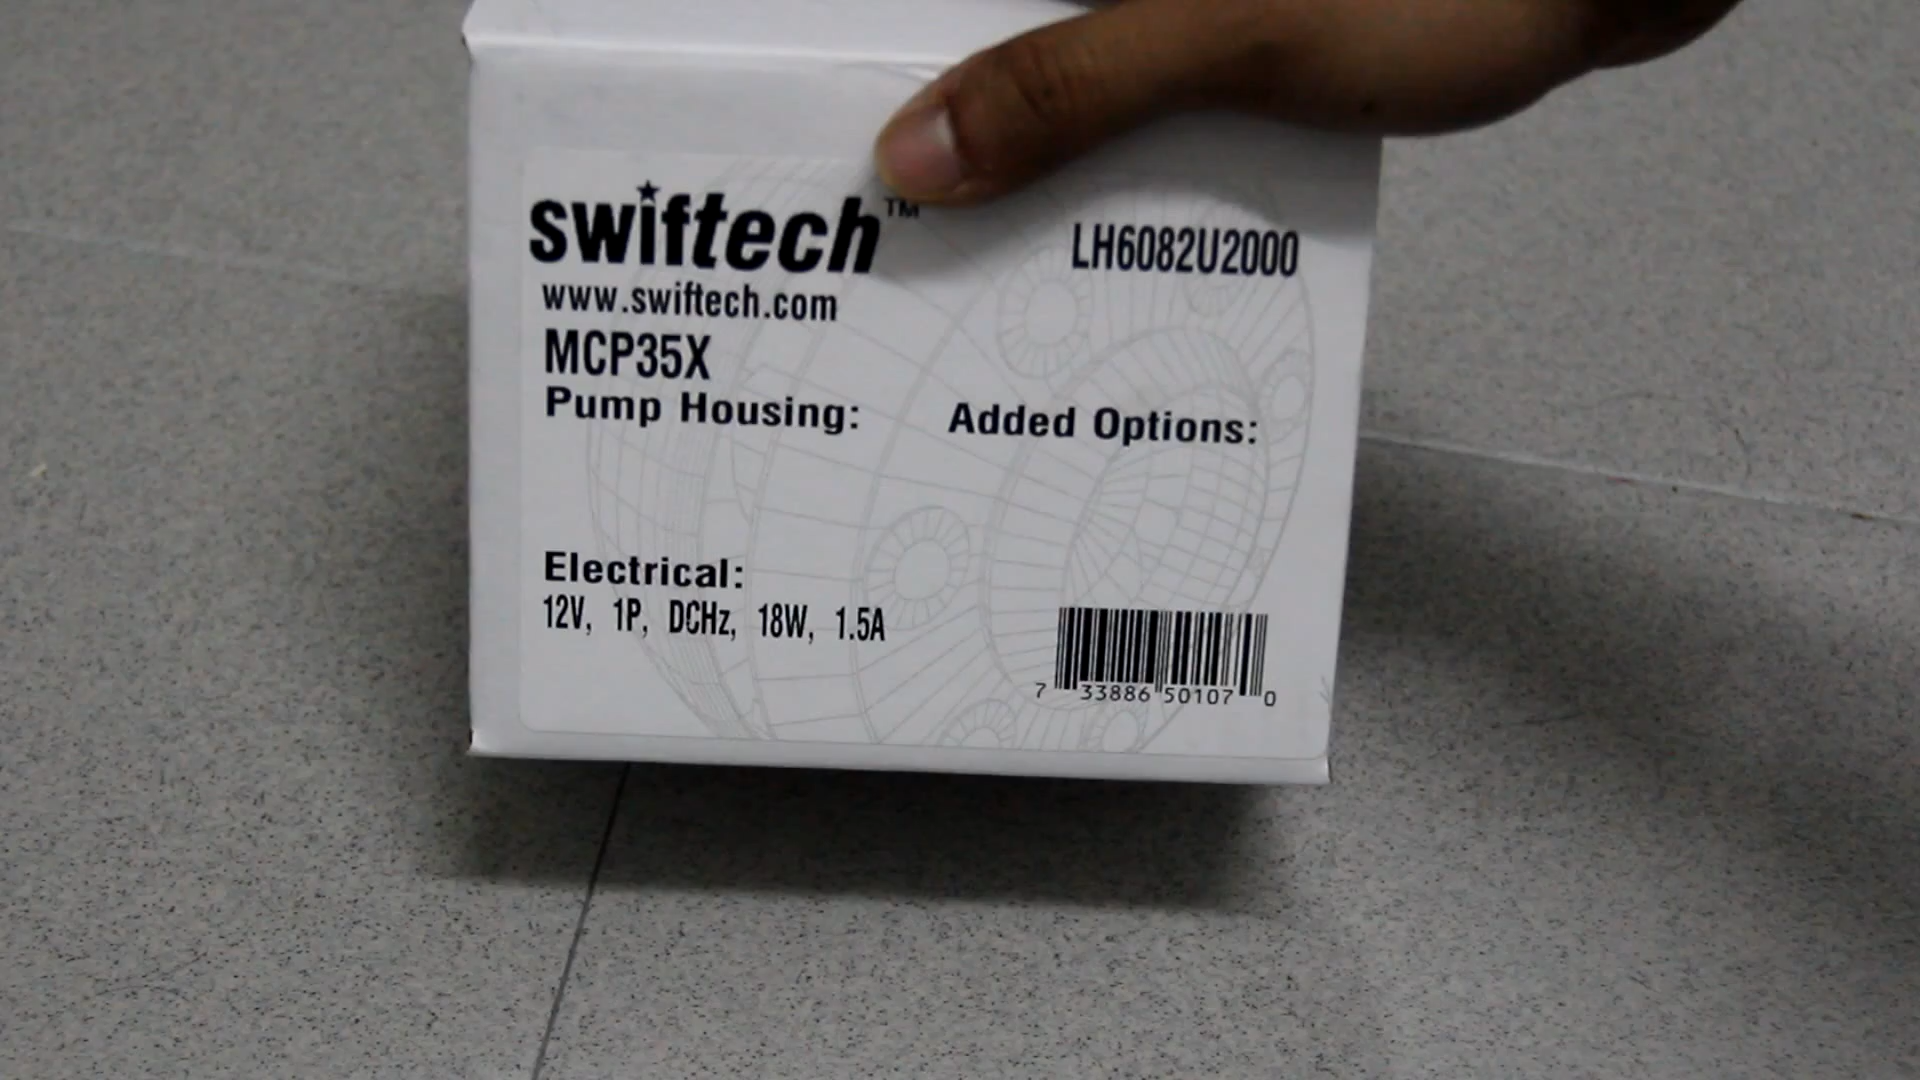 swiftech™
LH6082U2000
www.swiftech.com
MCP35X
Pump Housing:
Added Options:
Electrical:
12V, 1P, DCHz, 18W, 1.5A
7 33886 50107 0